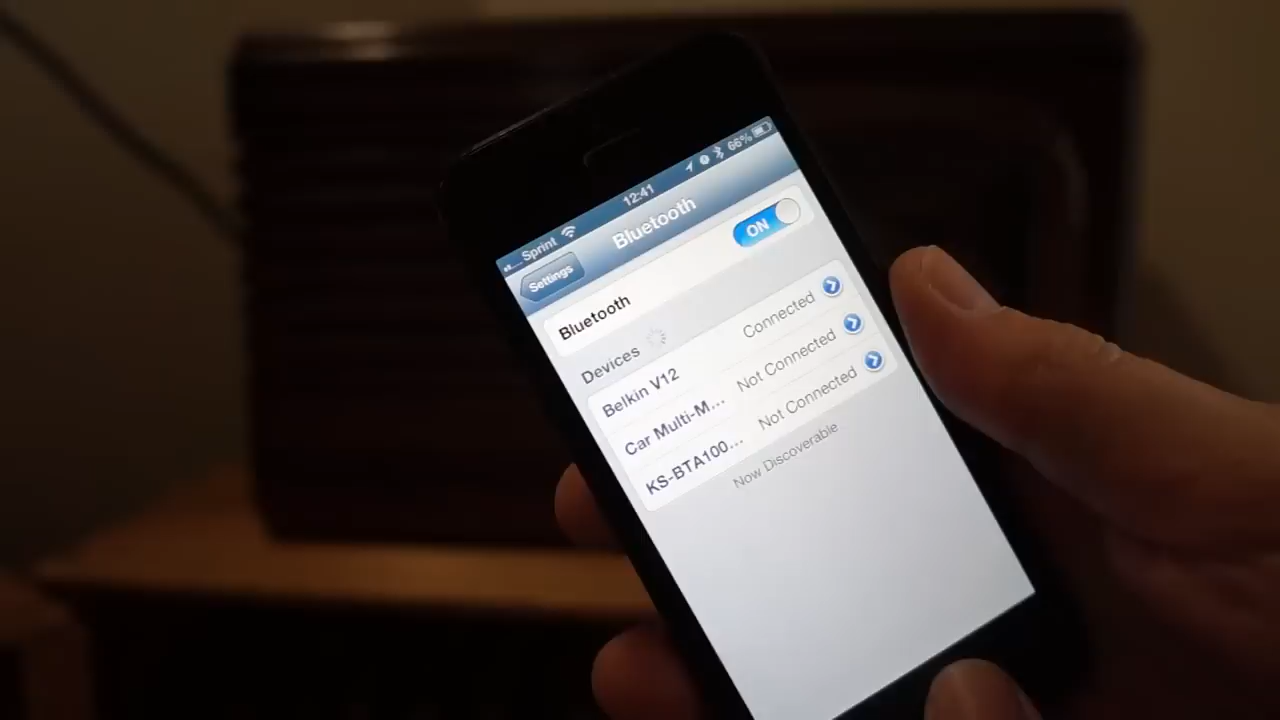 Sprint 12:41 66%
Settings Bluetooth
Bluetooth ON
Devices
Belkin V12 Connected
Car Multi-M... Not Connected
KS-BTA100... Not Connected
Now Discoverable